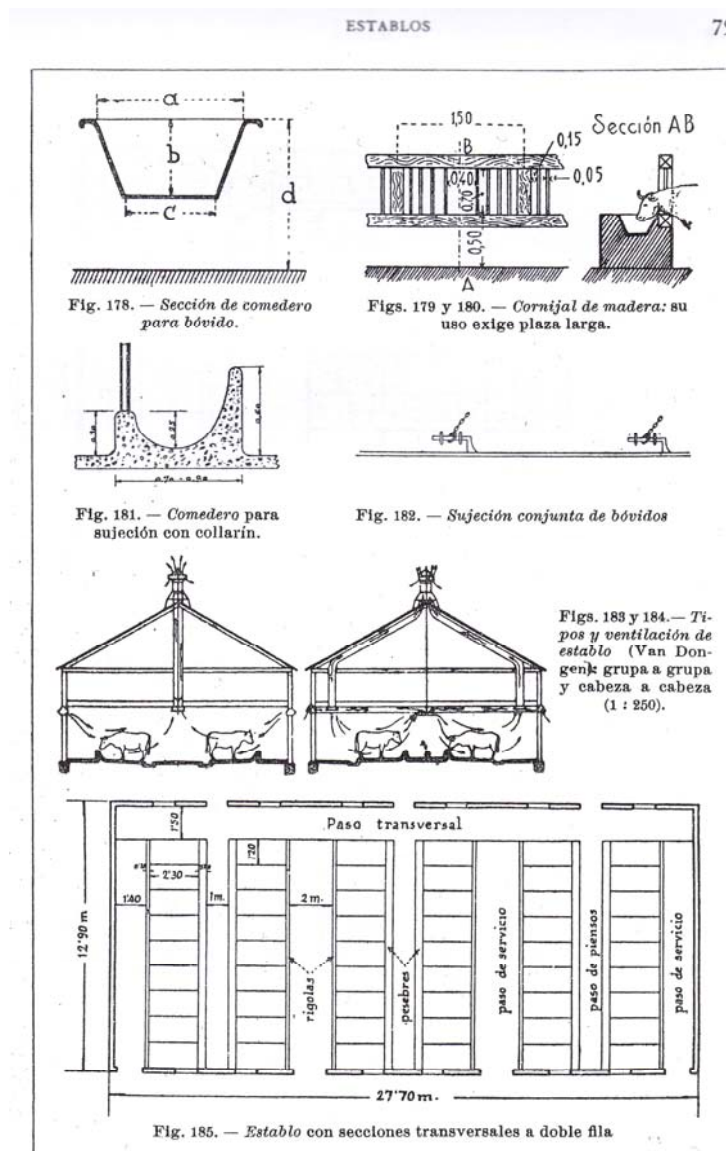 ESTABLOS
a
b
c
d
Fig. 178. — Sección de comedero
para bóvido.
1,50
Sección AB
B
0,15
0,05
0,40
0,70
0,50
A
Figs. 179 y 180. — Cornijal de madera: su
uso exige plaza larga.
Fig. 181. — Comedero para
sujeción con collarín.
Fig. 182. — Sujeción conjunta de bóvidos
Figs. 183 y 184.— Ti-
pos y ventilación de
establo (Van Don-
gen): grupa a grupa
y cabeza a cabeza
(1 : 250).
1'50
Paso transversal
1'20
2'30
1'40
1m.
2 m.
12'90 m.
rigolas
pesebres
paso de servicio
paso de piensos
paso de servicio
27'70 m.
Fig. 185. — Establo con secciones transversales a doble fila